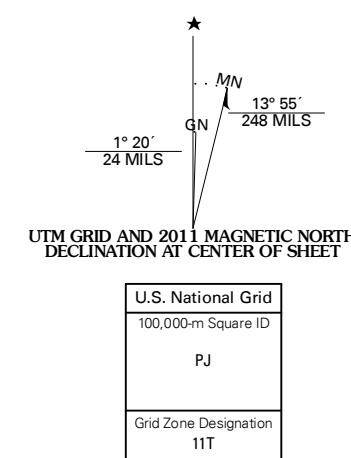 MN
13° 55´
248 MILS
GN
1° 20´
24 MILS
UTM GRID AND 2011 MAGNETIC NORTH
DECLINATION AT CENTER OF SHEET
U.S. National Grid
100,000-m Square ID
PJ
Grid Zone Designation
11T